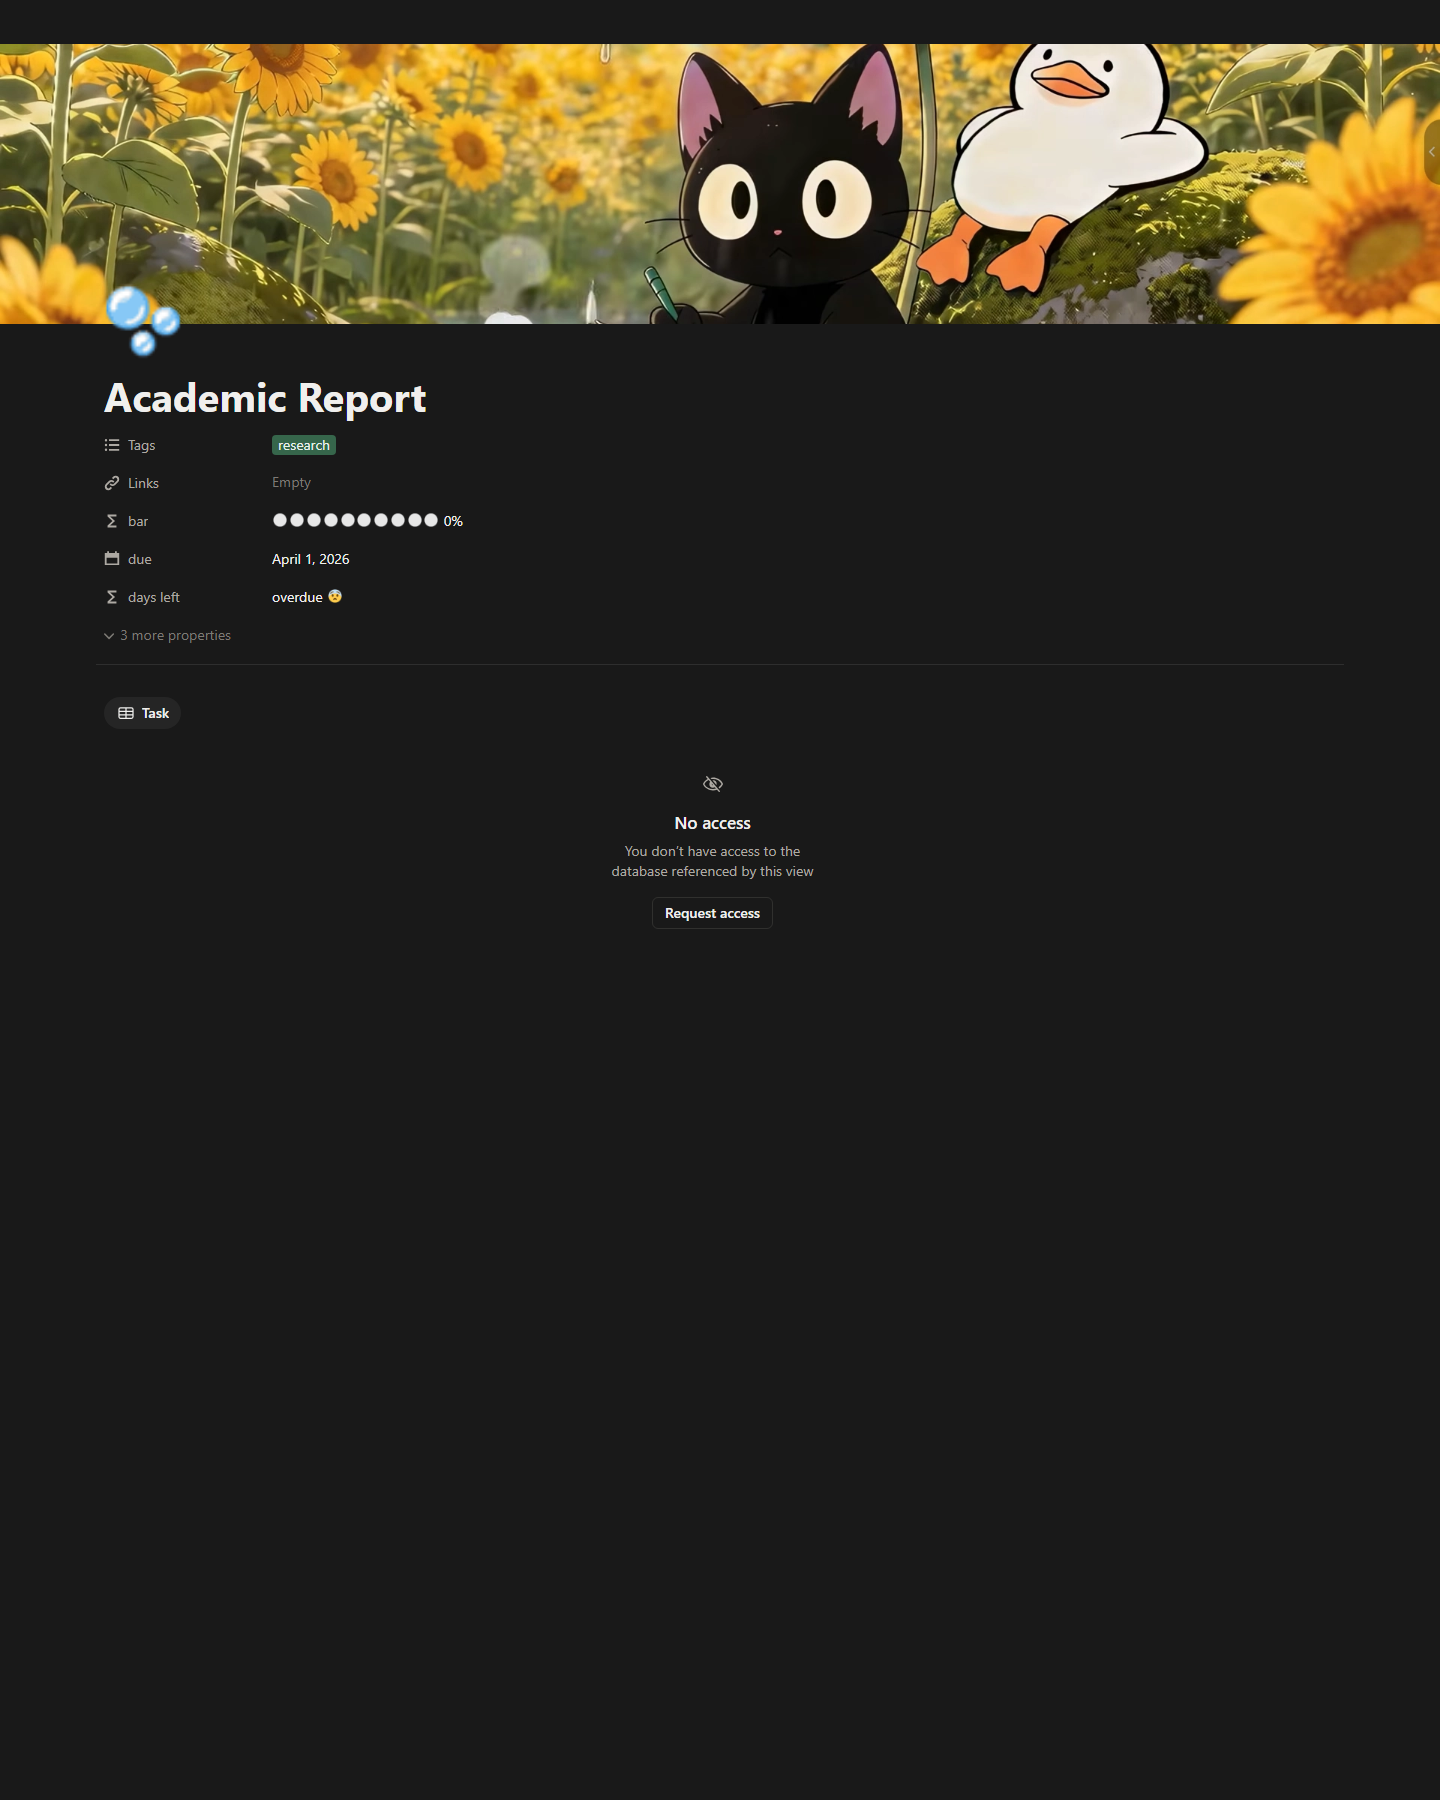 Academic Report
Tags research
Links Empty
bar ⚪⚪⚪⚪⚪⚪⚪⚪⚪⚪ 0%
due April 1, 2026
days left overdue 😨
3 more properties
Task
No access
You don’t have access to the
database referenced by this view
Request access